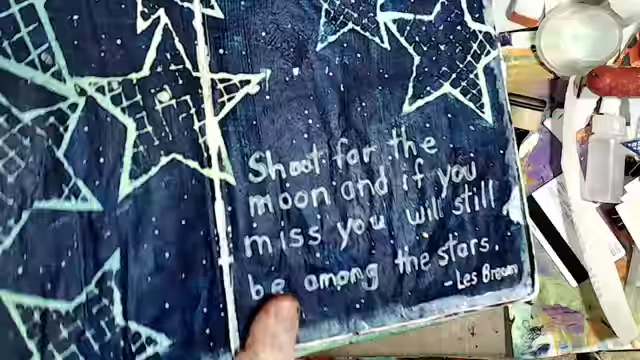 Shoot for the
moon and if you
miss you will still
be among the stars.
- Les Brown